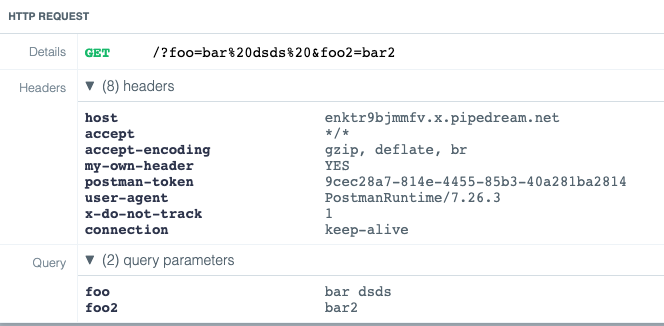 HTTP REQUEST
Details GET /?foo=bar%20dsds%20&foo2=bar2
Headers ▼ (8) headers
host enktr9bjmmfv.x.pipedream.net
accept */*
accept-encoding gzip, deflate, br
my-own-header YES
postman-token 9cec28a7-814e-4455-85b3-40a281ba2814
user-agent PostmanRuntime/7.26.3
x-do-not-track 1
connection keep-alive
Query ▼ (2) query parameters
foo bar dsds
foo2 bar2